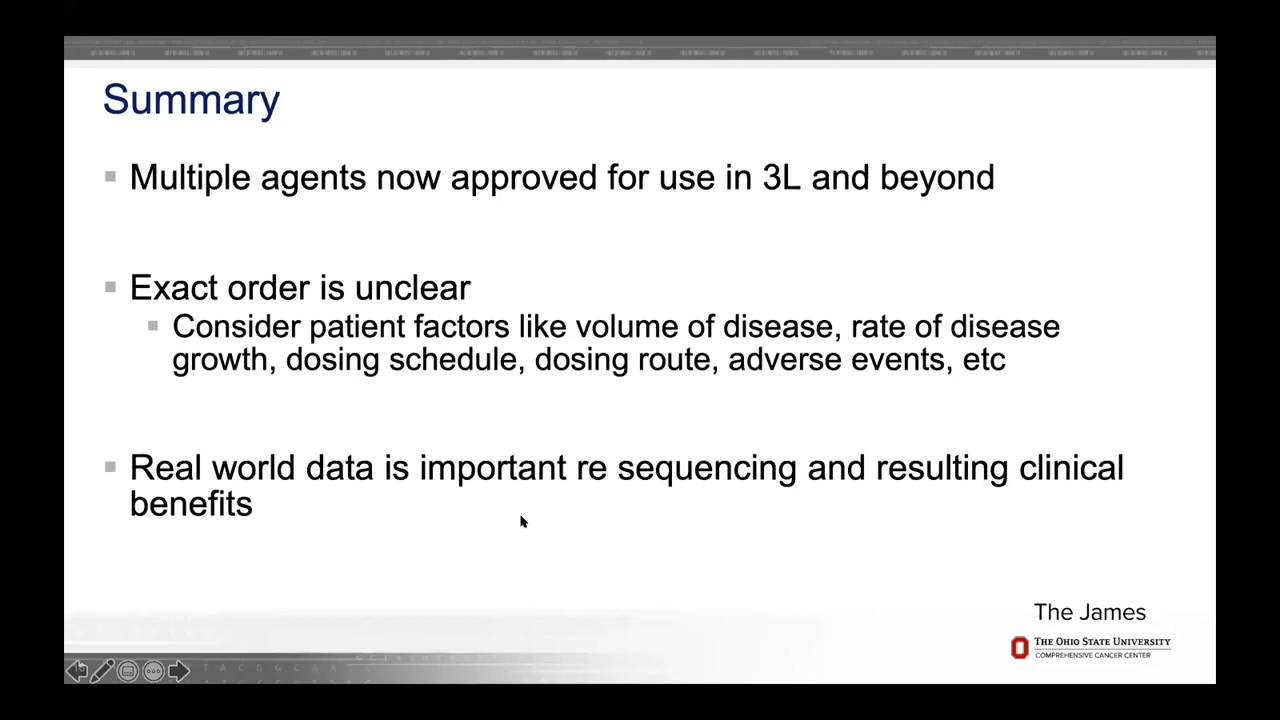 Summary
Multiple agents now approved for use in 3L and beyond
Exact order is unclear
Consider patient factors like volume of disease, rate of disease
growth, dosing schedule, dosing route, adverse events, etc
Real world data is important re sequencing and resulting clinical
benefits
The James
THE OHIO STATE UNIVERSITY
COMPREHENSIVE CANCER CENTER